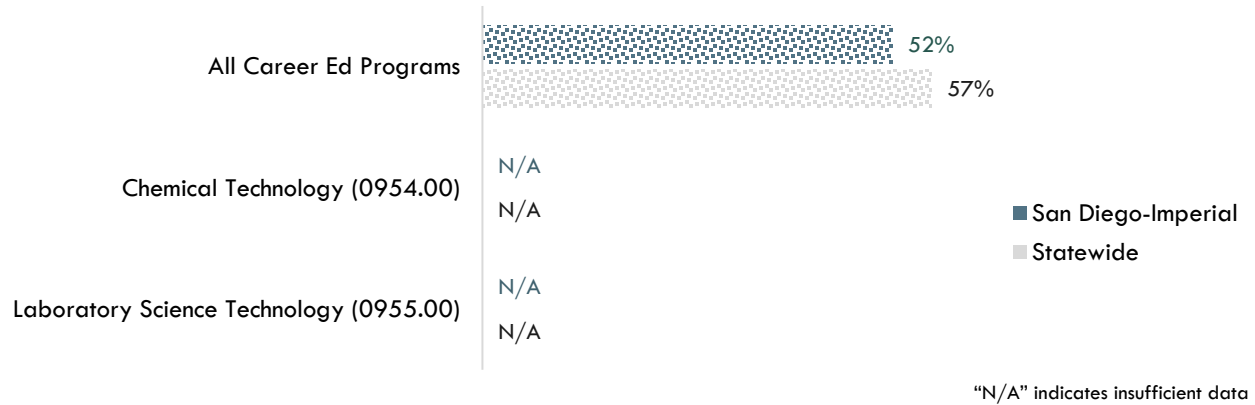 All Career Ed Programs
52%
57%
Chemical Technology (0954.00)
N/A
N/A
Laboratory Science Technology (0955.00)
N/A
N/A
San Diego-Imperial
Statewide
“N/A” indicates insufficient data